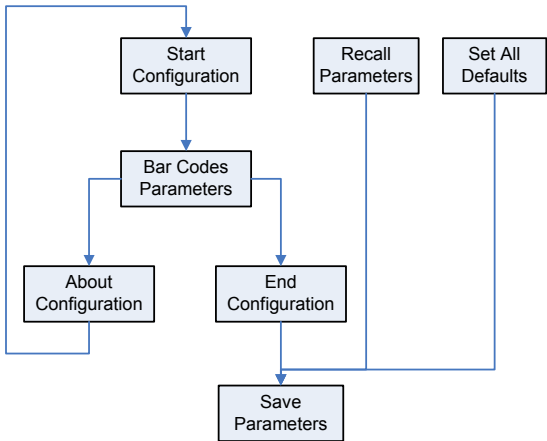 Start
Configuration
Recall
Parameters
Set All
Defaults
Bar Codes
Parameters
About
Configuration
End
Configuration
Save
Parameters